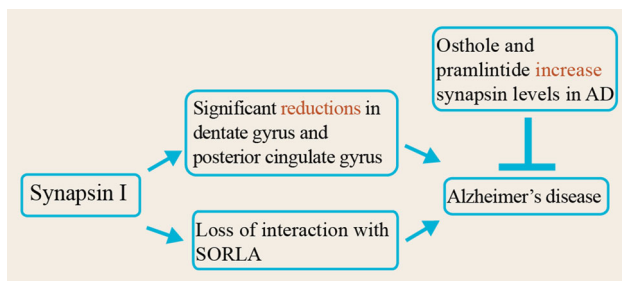 Osthole and
pramlintide increase
synapsin levels in AD
Significant reductions in
dentate gyrus and
posterior cingulate gyrus
Synapsin I
Alzheimer's disease
Loss of interaction with
SORLA